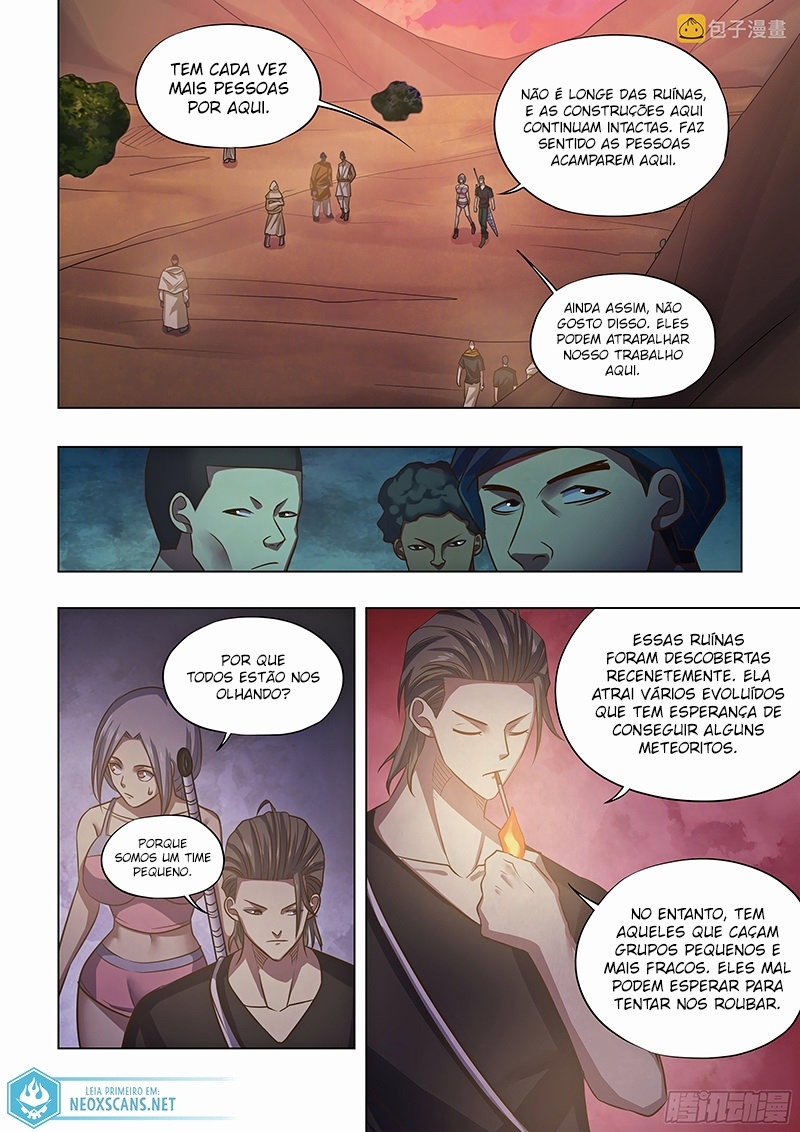 包子漫畫
TEM CADA VEZ
MAIS PESSOAS
POR AQUI.
NÃO É LONGE DAS RUÍNAS,
E AS CONSTRUÇÕES AQUI
CONTINUAM INTACTAS. FAZ
SENTIDO AS PESSOAS
ACAMPAREM AQUI.
AINDA ASSIM, NÃO
GOSTO DISSO. ELES
PODEM ATRAPALHAR
NOSSO TRABALHO
AQUI.
POR QUE
TODOS ESTÃO NOS
OLHANDO?
PORQUE
SOMOS UM TIME
PEQUENO.
ESSAS RUÍNAS
FORAM DESCOBERTAS
RECENETEMENTE. ELA
ATRAI VÁRIOS EVOLUÍDOS
QUE TEM ESPERANÇA DE
CONSEGUIR ALGUNS
METEORITOS.
NO ENTANTO, TEM
AQUELES QUE CAÇAM
GRUPOS PEQUENOS E
MAIS FRACOS. ELES MAL
PODEM ESPERAR PARA
TENTAR NOS ROUBAR.
LEIA PRIMEIRO EM:
NEOXSCANS.NET
腾讯动漫